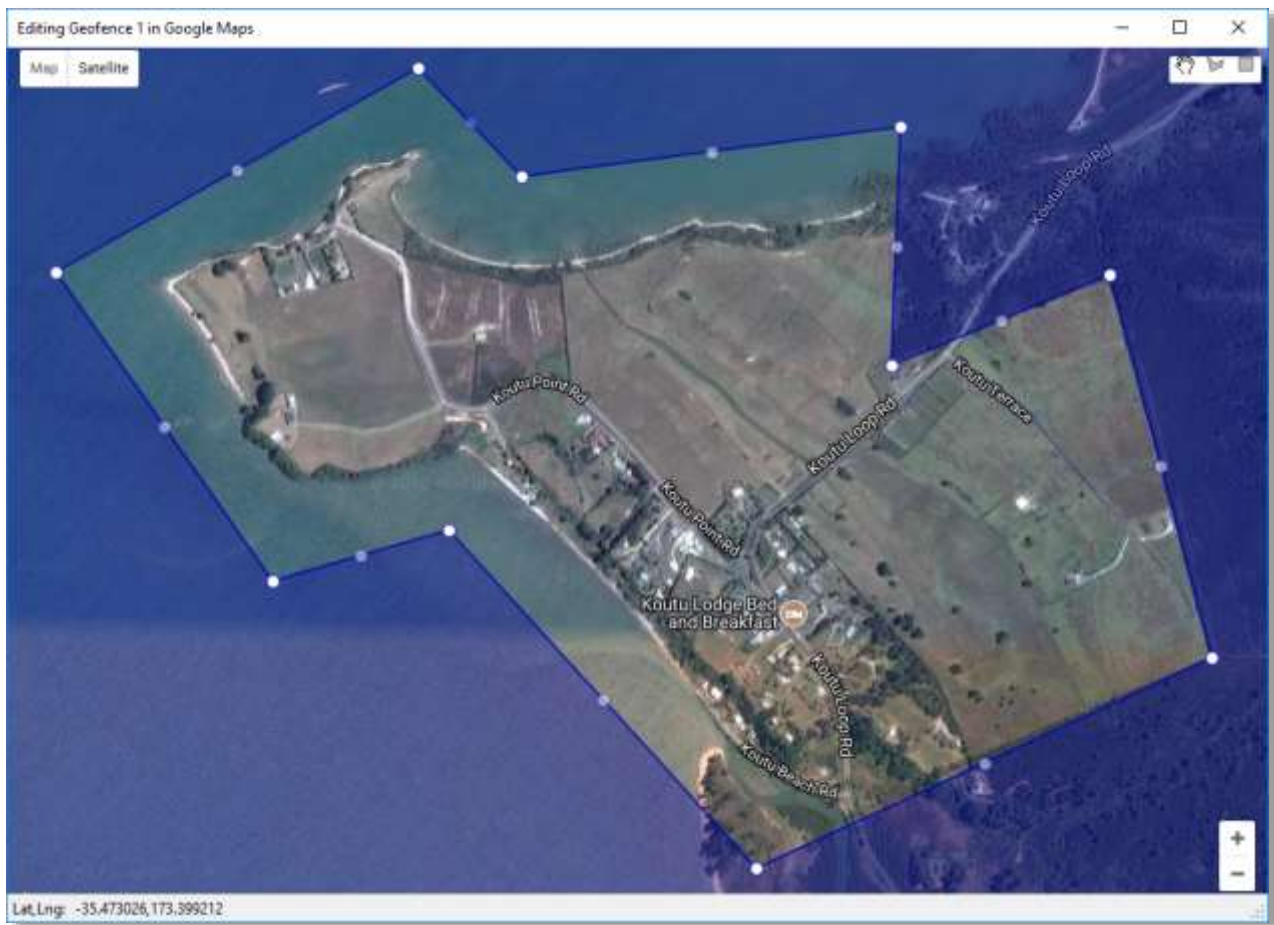 Editing Geofence 1 in Google Maps
Map Satellite
Koutu Loop Rd
Koutu Point Rd
Koutu Terrace
Koutu Loop Rd
Koutu Point Rd
Koutu Lodge Bed
and Breakfast
Koutu Loop Rd
Koutu Beach Rd
+
−
Lat,Lng: -35.473026,173.399212